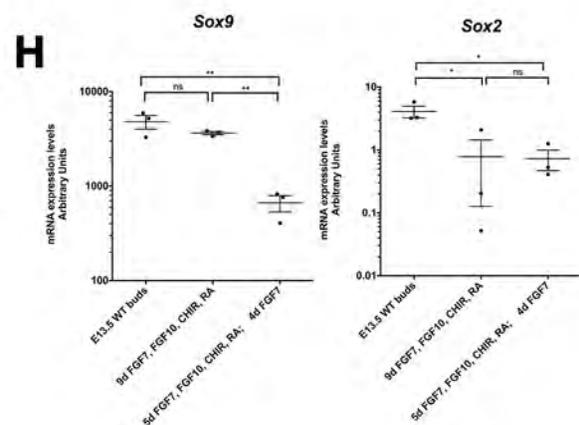 H
Sox9
mRNA expression levels
Arbitrary Units
10000
1000
100
**
ns
**
E13.5 WT buds
9d FGF7, FGF10, CHIR, RA
5d FGF7, FGF10, CHIR, RA; 4d FGF7
Sox2
mRNA expression levels
Arbitrary Units
10
1
0.1
0.01
*
*
ns
E13.5 WT buds
9d FGF7, FGF10, CHIR, RA
5d FGF7, FGF10, CHIR, RA; 4d FGF7